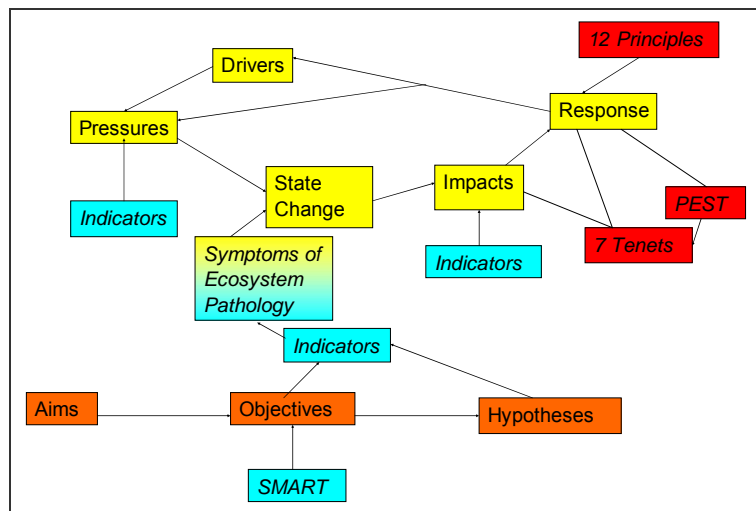 12 Principles
Drivers
Response
Pressures
State
Change
Impacts
Indicators
PEST
7 Tenets
Symptoms of
Ecosystem
Pathology
Indicators
Indicators
Aims
Objectives
Hypotheses
SMART